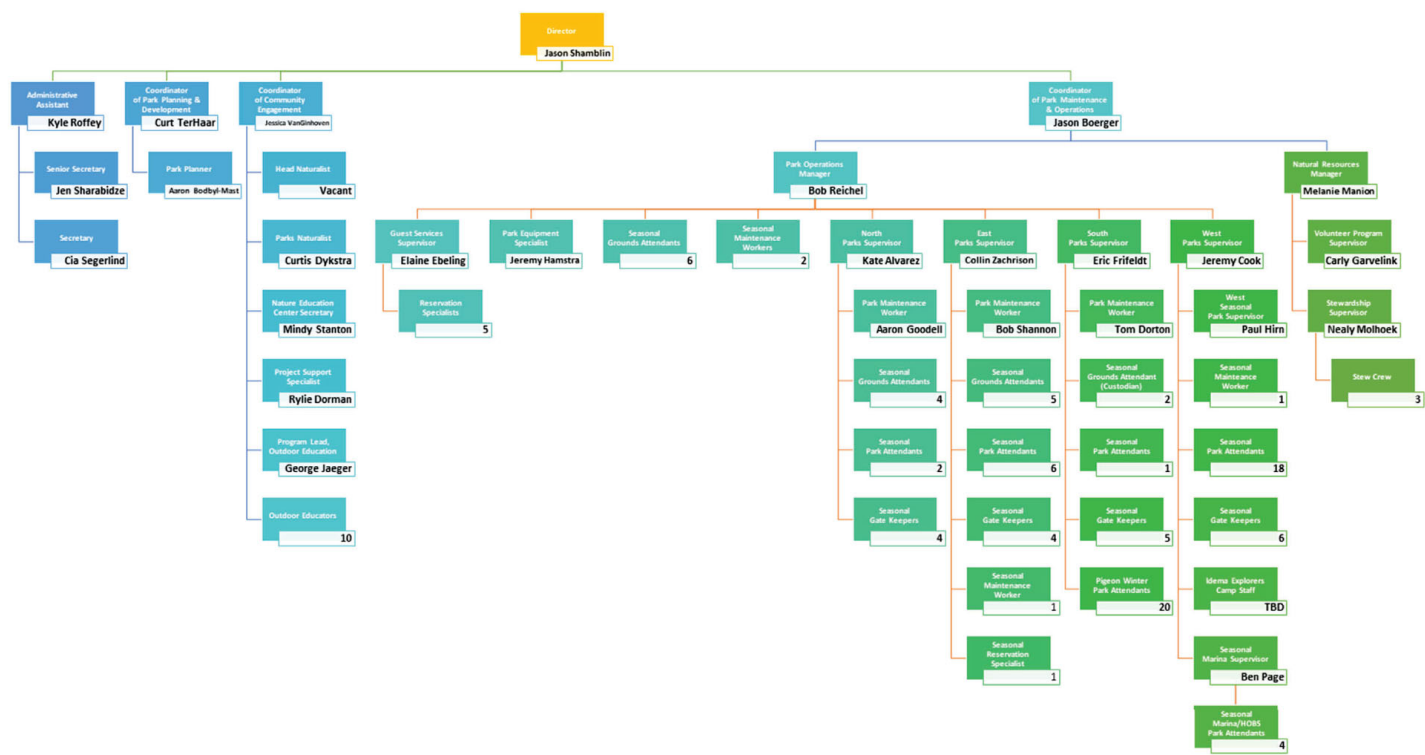 Director
Jason Shamblin
Administrative
Assistant
Kyle Roffey
Coordinator
of Park Planning &
Development
Curt TerHaar
Coordinator
of Community
Engagement
Jessica VanGinhoven
Coordinator
of Park Maintenance
& Operations
Jason Boerger
Senior Secretary
Jen Sharabidze
Secretary
Cia Segerlind
Park Planner
Aaron Bodbyl-Mast
Head Naturalist
Vacant
Parks Naturalist
Curtis Dykstra
Nature Education
Center Secretary
Mindy Stanton
Project Support
Specialist
Rylie Dorman
Program Lead,
Outdoor Education
George Jaeger
Outdoor Educators
10
Park Operations
Manager
Bob Reichel
Natural Resources
Manager
Melanie Manion
Guest Services
Supervisor
Elaine Ebeling
Reservation
Specialists
5
Park Equipment
Specialist
Jeremy Hamstra
Seasonal
Grounds Attendants
6
Seasonal
Maintenance
Workers
2
North
Parks Supervisor
Kate Alvarez
Park Maintenance
Worker
Aaron Goodell
Seasonal
Grounds Attendants
4
Seasonal
Park Attendants
2
Seasonal
Gate Keepers
4
East
Parks Supervisor
Collin Zachrison
Park Maintenance
Worker
Bob Shannon
Seasonal
Grounds Attendants
5
Seasonal
Park Attendants
6
Seasonal
Gate Keepers
4
Seasonal
Maintenance
Worker
1
Seasonal
Reservation
Specialist
1
South
Parks Supervisor
Eric Frifeldt
Park Maintenance
Worker
Tom Dorton
Seasonal
Grounds Attendant
(Custodian)
2
Seasonal
Park Attendants
1
Seasonal
Gate Keepers
5
Pigeon Winter
Park Attendants
20
West
Parks Supervisor
Jeremy Cook
West
Seasonal
Park Supervisor
Paul Hirn
Seasonal
Mainteance
Worker
1
Seasonal
Park Attendants
18
Seasonal
Gate Keepers
6
Idema Explorers
Camp Staff
TBD
Seasonal
Marina Supervisor
Ben Page
Seasonal
Marina/HOBS
Park Attendants
4
Volunteer Program
Supervisor
Carly Garvelink
Stewardship
Supervisor
Nealy Molhoek
Stew Crew
3